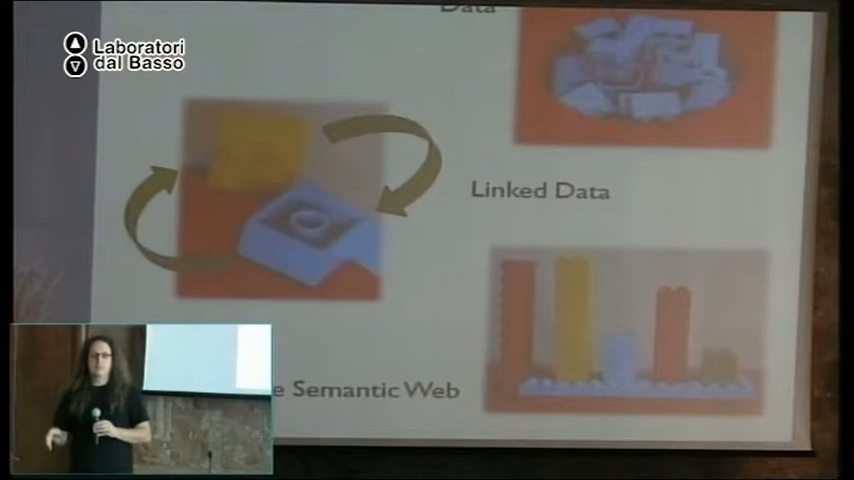 Data
Laboratori
dal Basso
Linked Data
e Semantic Web